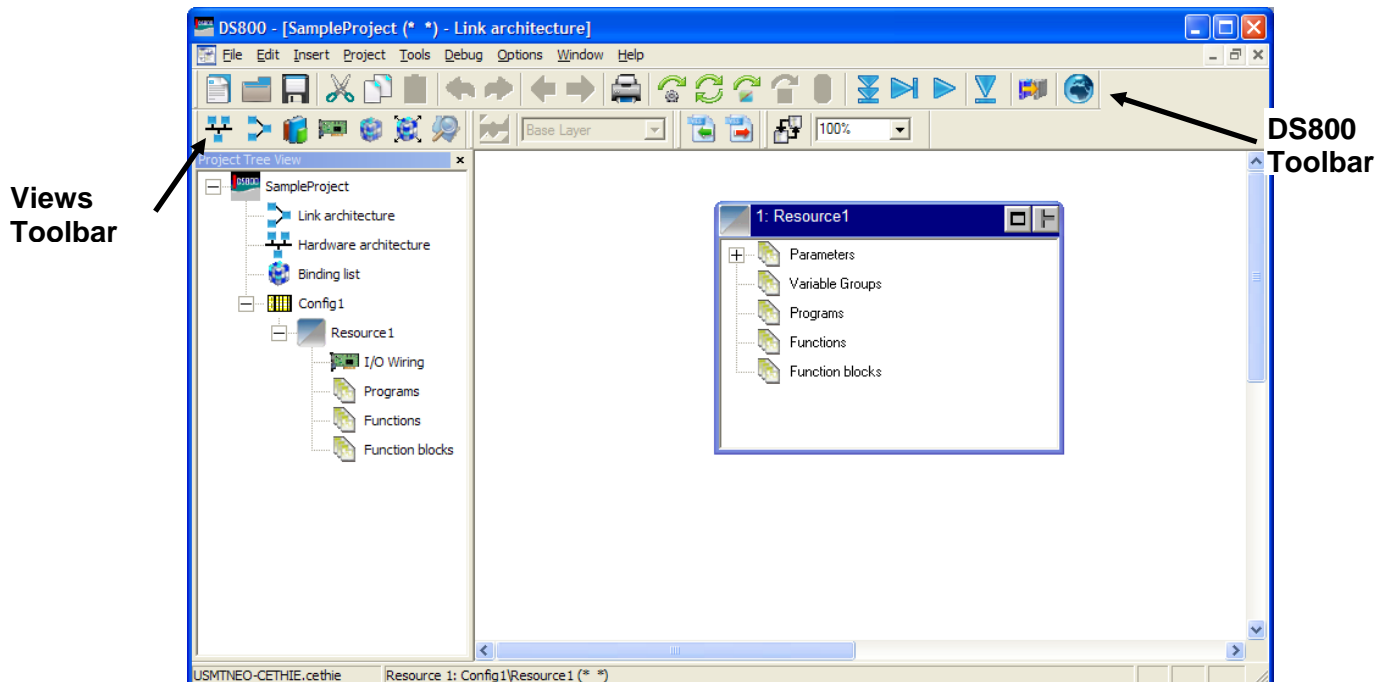 DS800 - [SampleProject (* *) - Link architecture]
File Edit Insert Project Tools Debug Options Window Help
Base Layer
100%
DS800
Toolbar
Views
Toolbar
Project Tree View
SampleProject
Link architecture
Hardware architecture
Binding list
Config1
Resource1
I/O Wiring
Programs
Functions
Function blocks
1: Resource1
Parameters
Variable Groups
Programs
Functions
Function blocks
USMTNEO-CETHIE.cethie
Resource 1: Config1\Resource1 (* *)